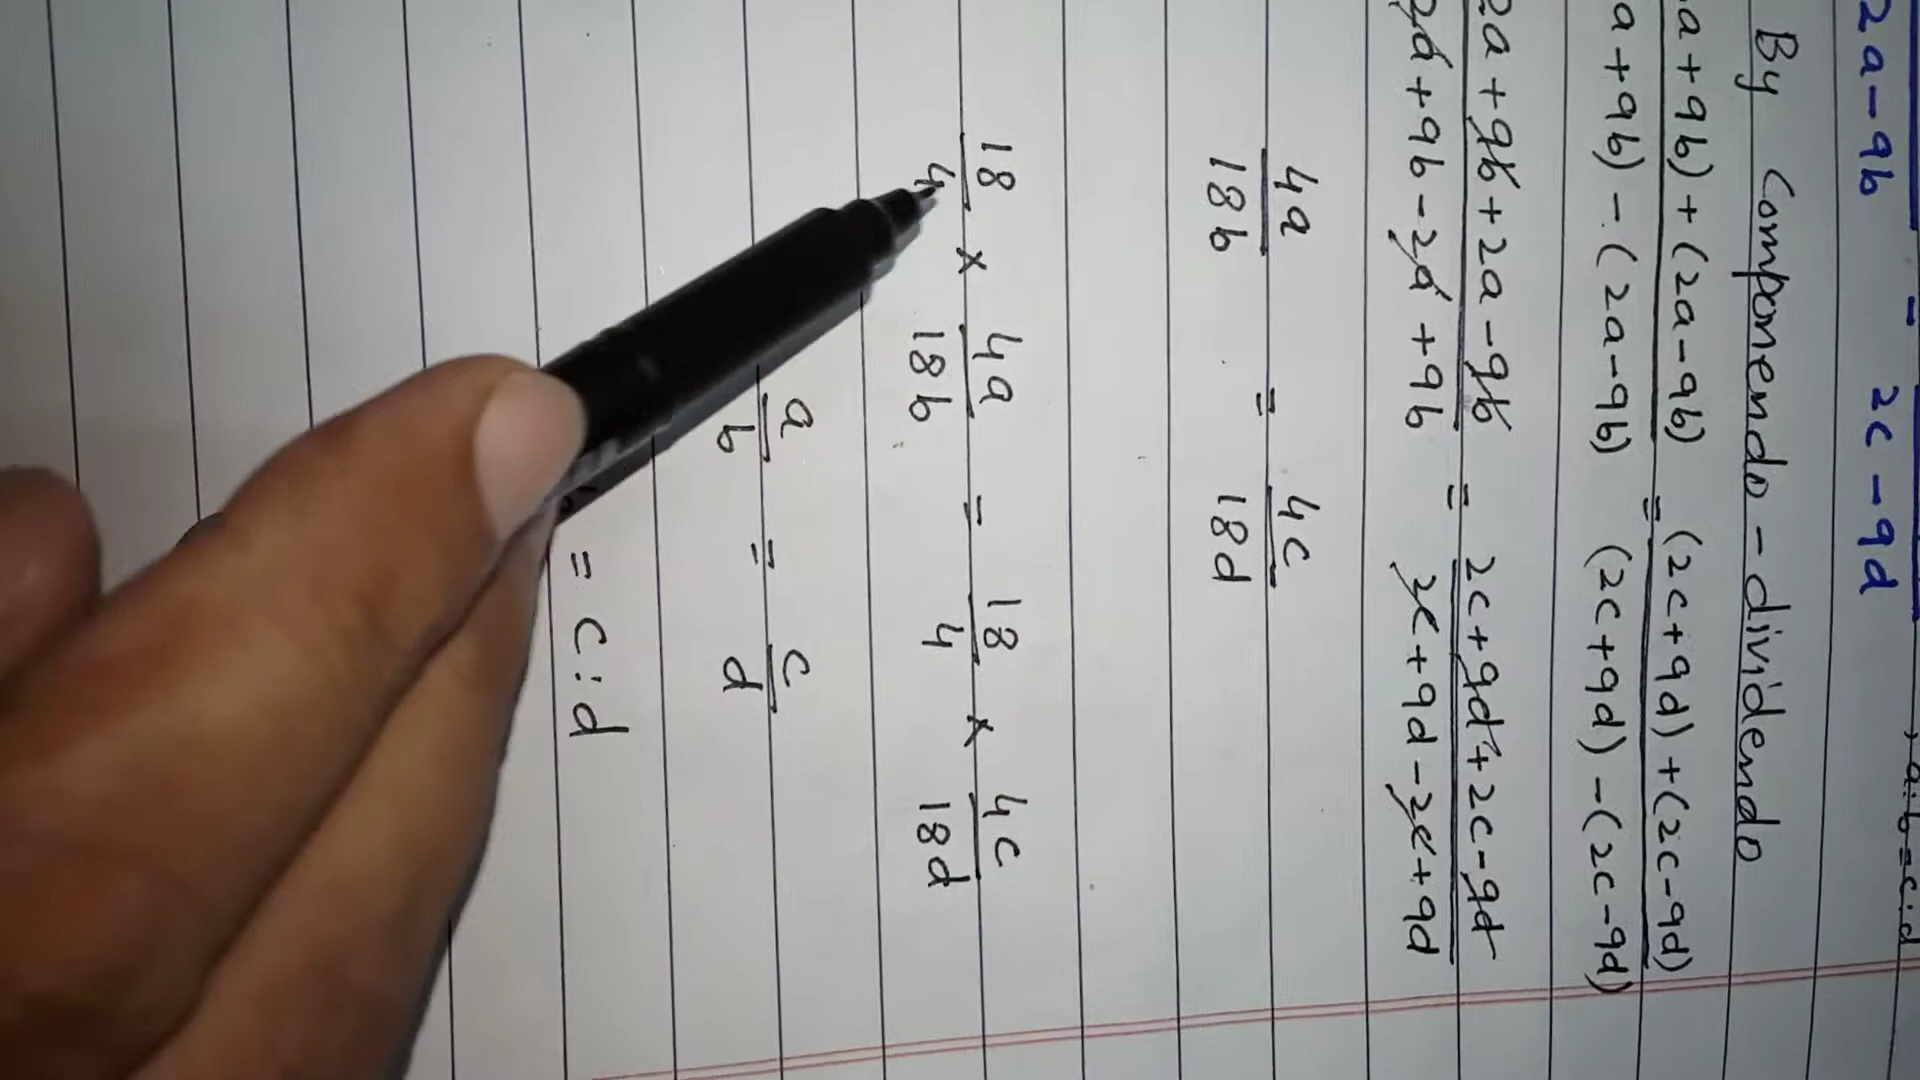 , a:b=c:d
2a-9b = 2c-9d
By Componendo-dividendo
a+9b)+(2a-9b) = (2c+9d)+(2c-9d)
a+9b)-(2a-9b) (2c+9d)-(2c-9d)
2a+9b+2a-9b = 2c+9d+2c-9d
2a+9b-2a+9b 2c+9d-2c+9d
4a = 4c
18b 18d
18 × 4a = 18 × 4c
4 18b 4 18d
a = c
b d
= c:d